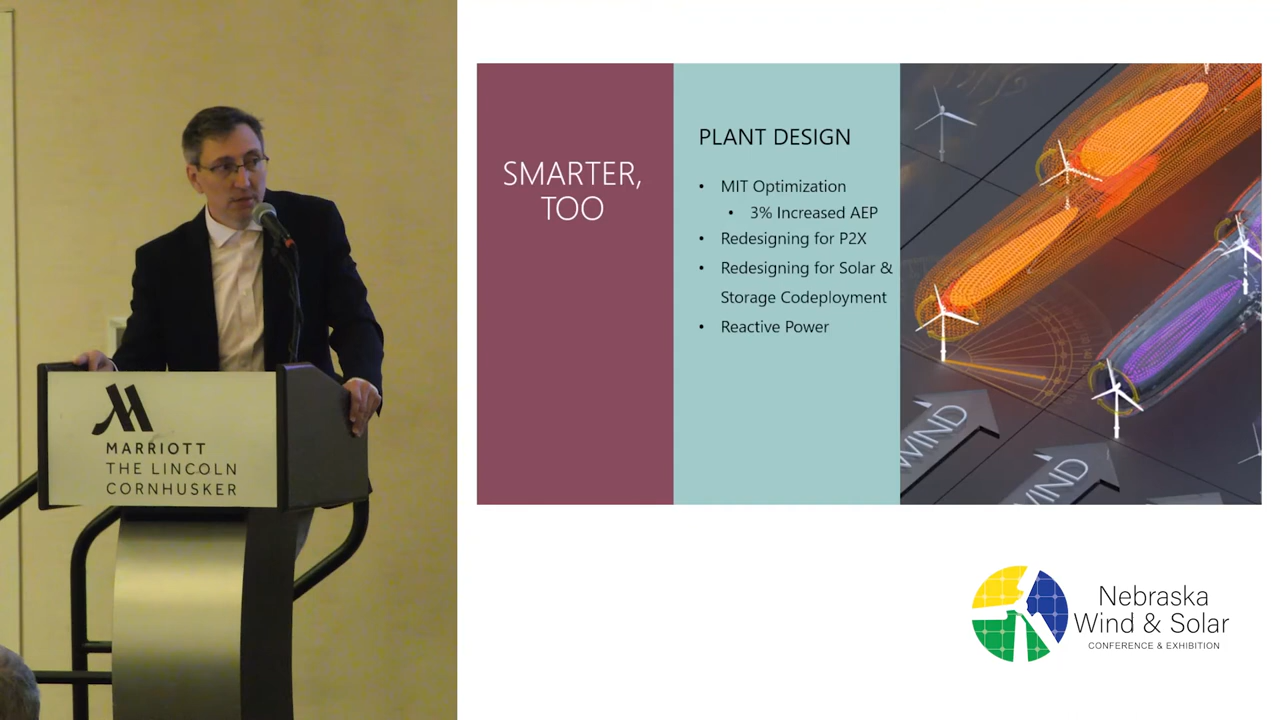 MARRIOTT
THE LINCOLN
CORNHUSKER
SMARTER,
TOO
PLANT DESIGN
• MIT Optimization
• 3% Increased AEP
• Redesigning for P2X
• Redesigning for Solar &
Storage Codeployment
• Reactive Power
WIND
WIND
Nebraska
Wind & Solar
CONFERENCE & EXHIBITION